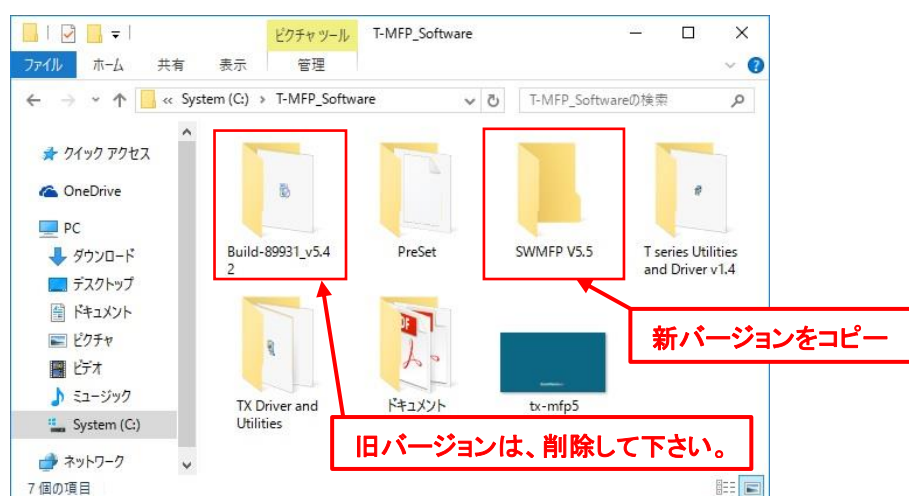 ピクチャ ツール
T-MFP_Software
ファイル
ホーム
共有
表示
管理
« System (C:) > T-MFP_Software
T-MFP_Softwareの検索
クイック アクセス
OneDrive
PC
ダウンロード
デスクトップ
ドキュメント
ピクチャ
ビデオ
ミュージック
System (C:)
ネットワーク
Build-89931_v5.4
2
PreSet
SWMFP V5.5
T series Utilities
and Driver v1.4
TX Driver and
Utilities
ドキュメント
tx-mfp5
新バージョンをコピー
旧バージョンは、削除して下さい。
7 個の項目